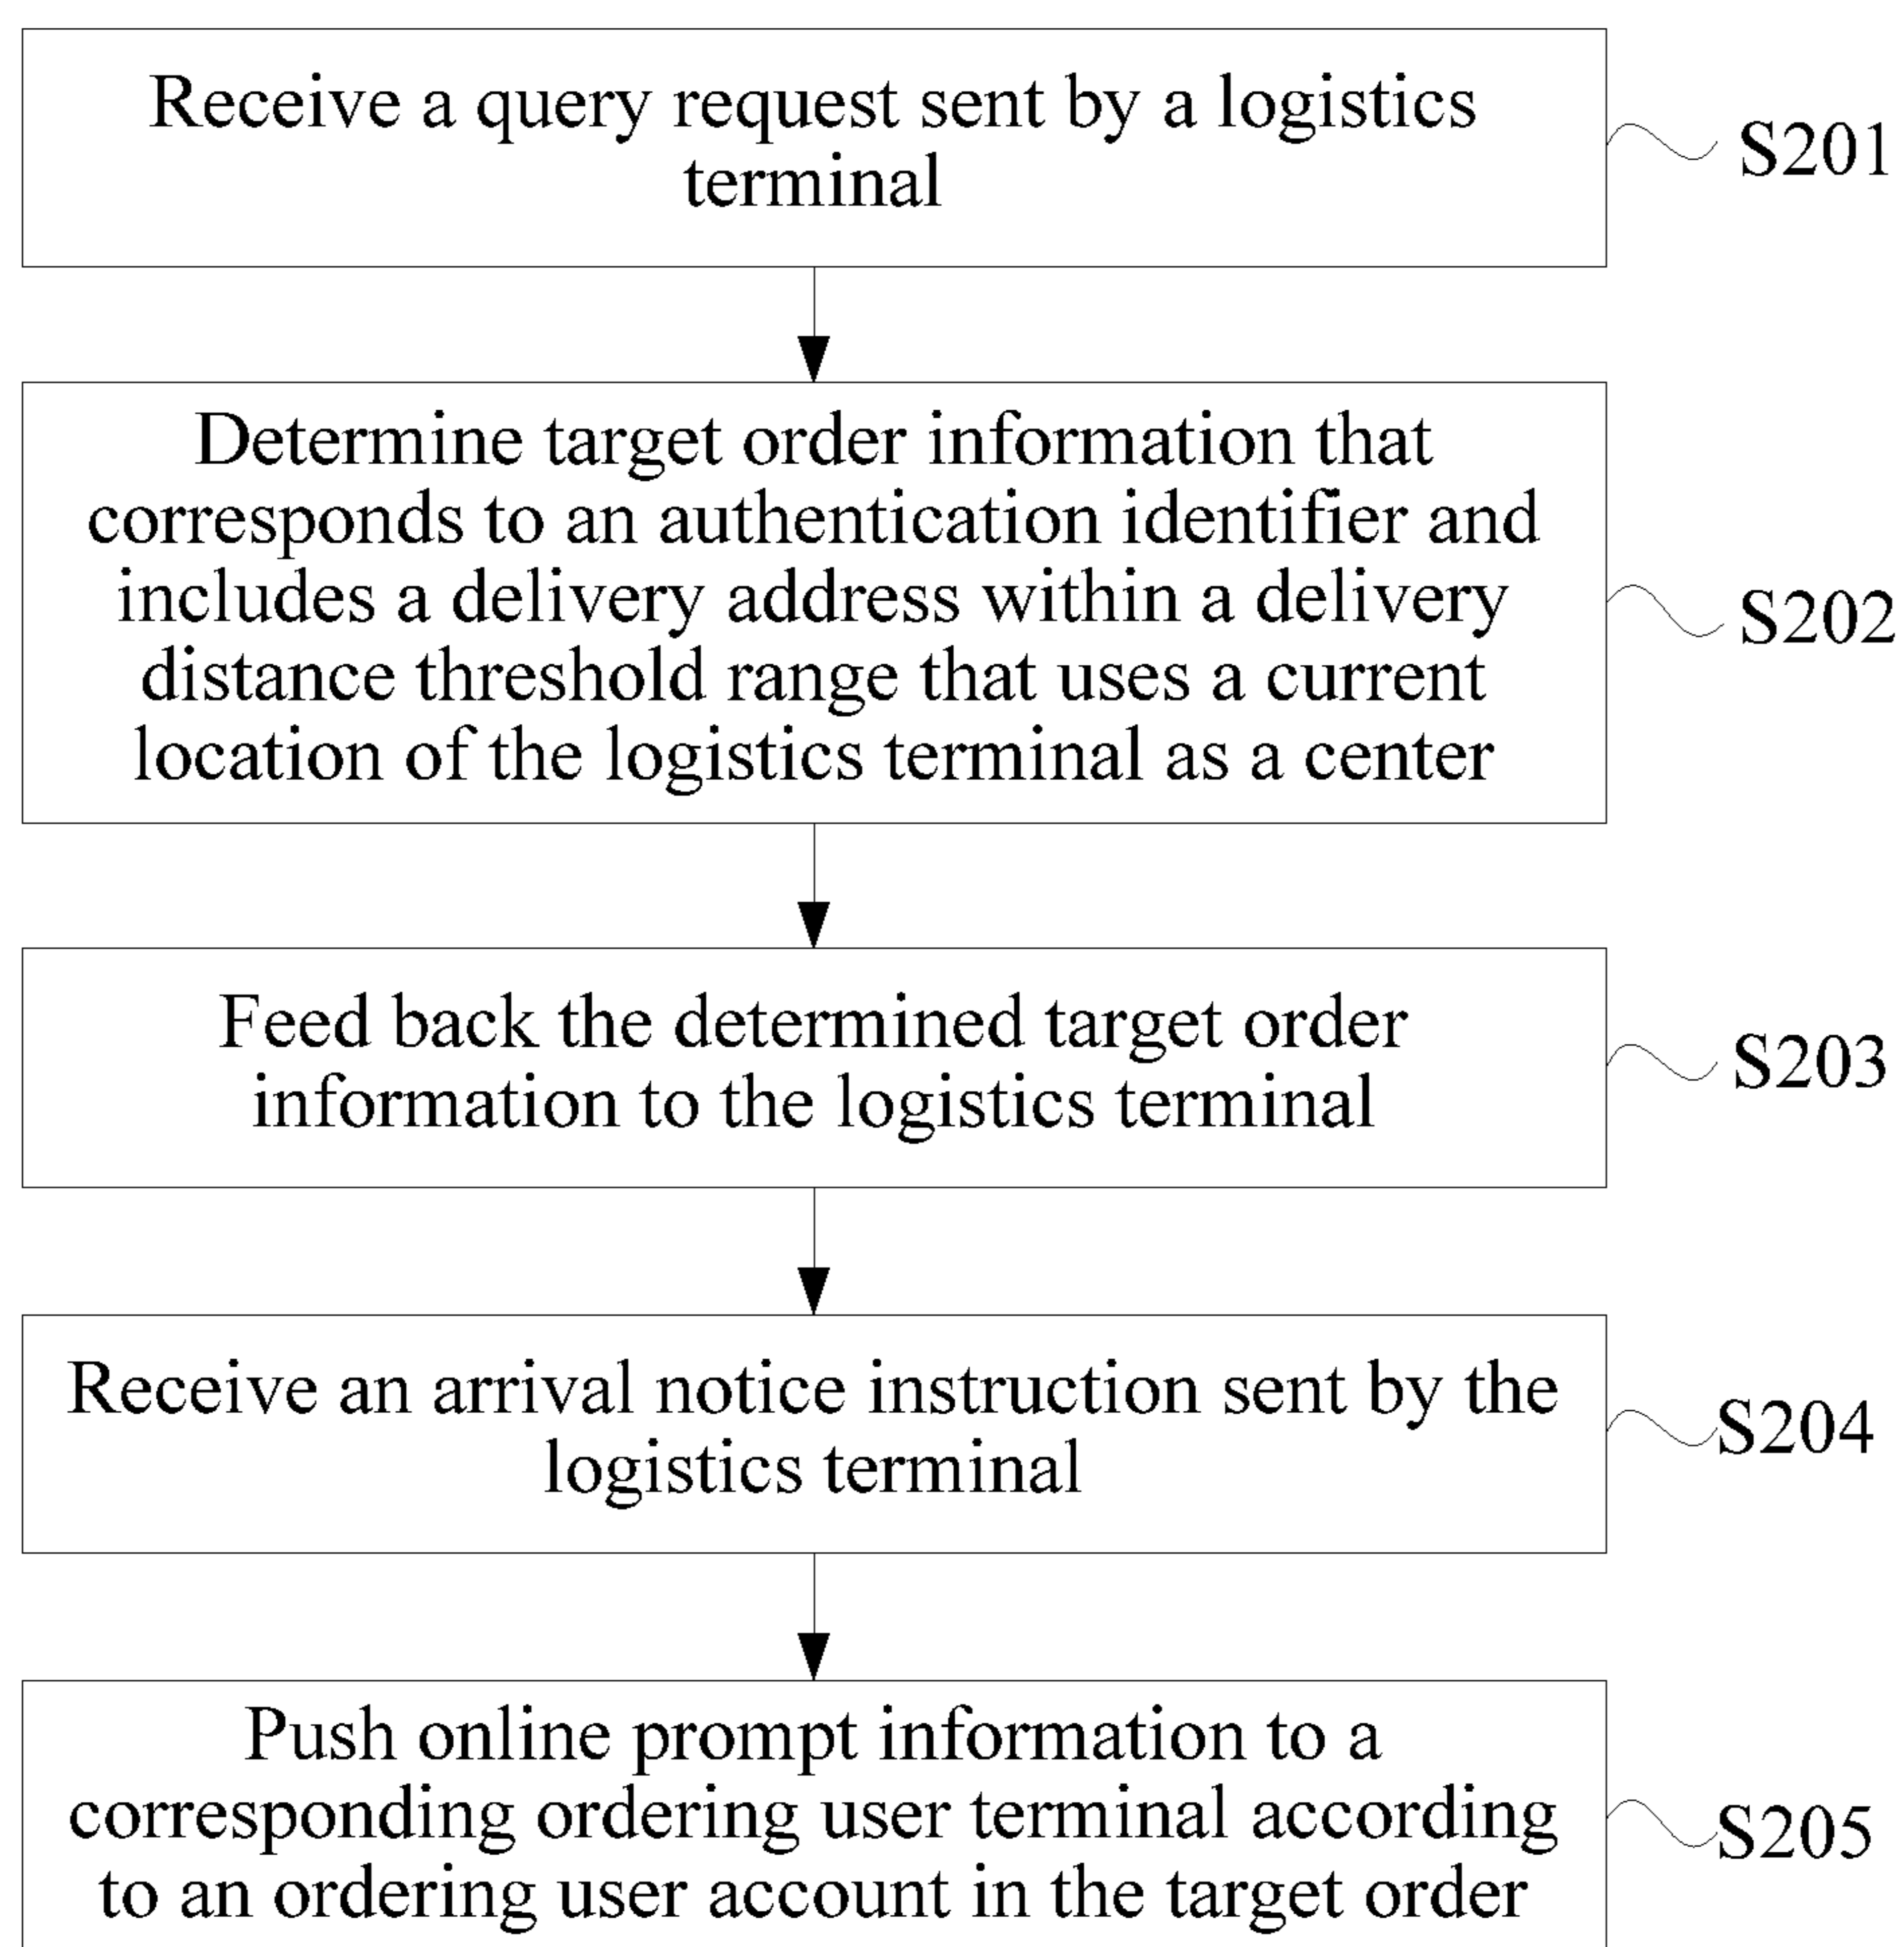 Receive a query request sent by a logistics
terminal
S201
Determine target order information that
corresponds to an authentication identifier and
includes a delivery address within a delivery
distance threshold range that uses a current
location of the logistics terminal as a center
S202
Feed back the determined target order
information to the logistics terminal
S203
Receive an arrival notice instruction sent by the
logistics terminal
S204
Push online prompt information to a
corresponding ordering user terminal according
to an ordering user account in the target order
S205